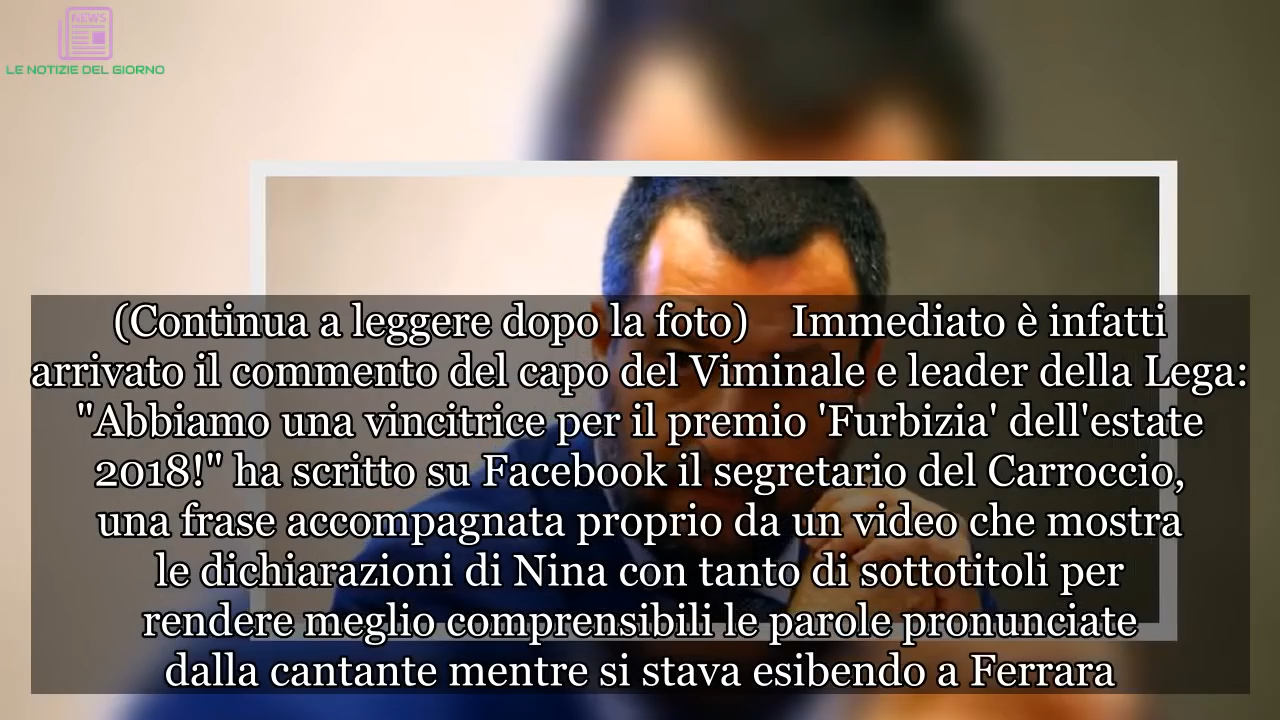 NEWS
LE NOTIZIE DEL GIORNO
(Continua a leggere dopo la foto)    Immediato è infatti
arrivato il commento del capo del Viminale e leader della Lega:
"Abbiamo una vincitrice per il premio 'Furbizia' dell'estate
2018!" ha scritto su Facebook il segretario del Carroccio,
una frase accompagnata proprio da un video che mostra
le dichiarazioni di Nina con tanto di sottotitoli per
rendere meglio comprensibili le parole pronunciate
dalla cantante mentre si stava esibendo a Ferrara